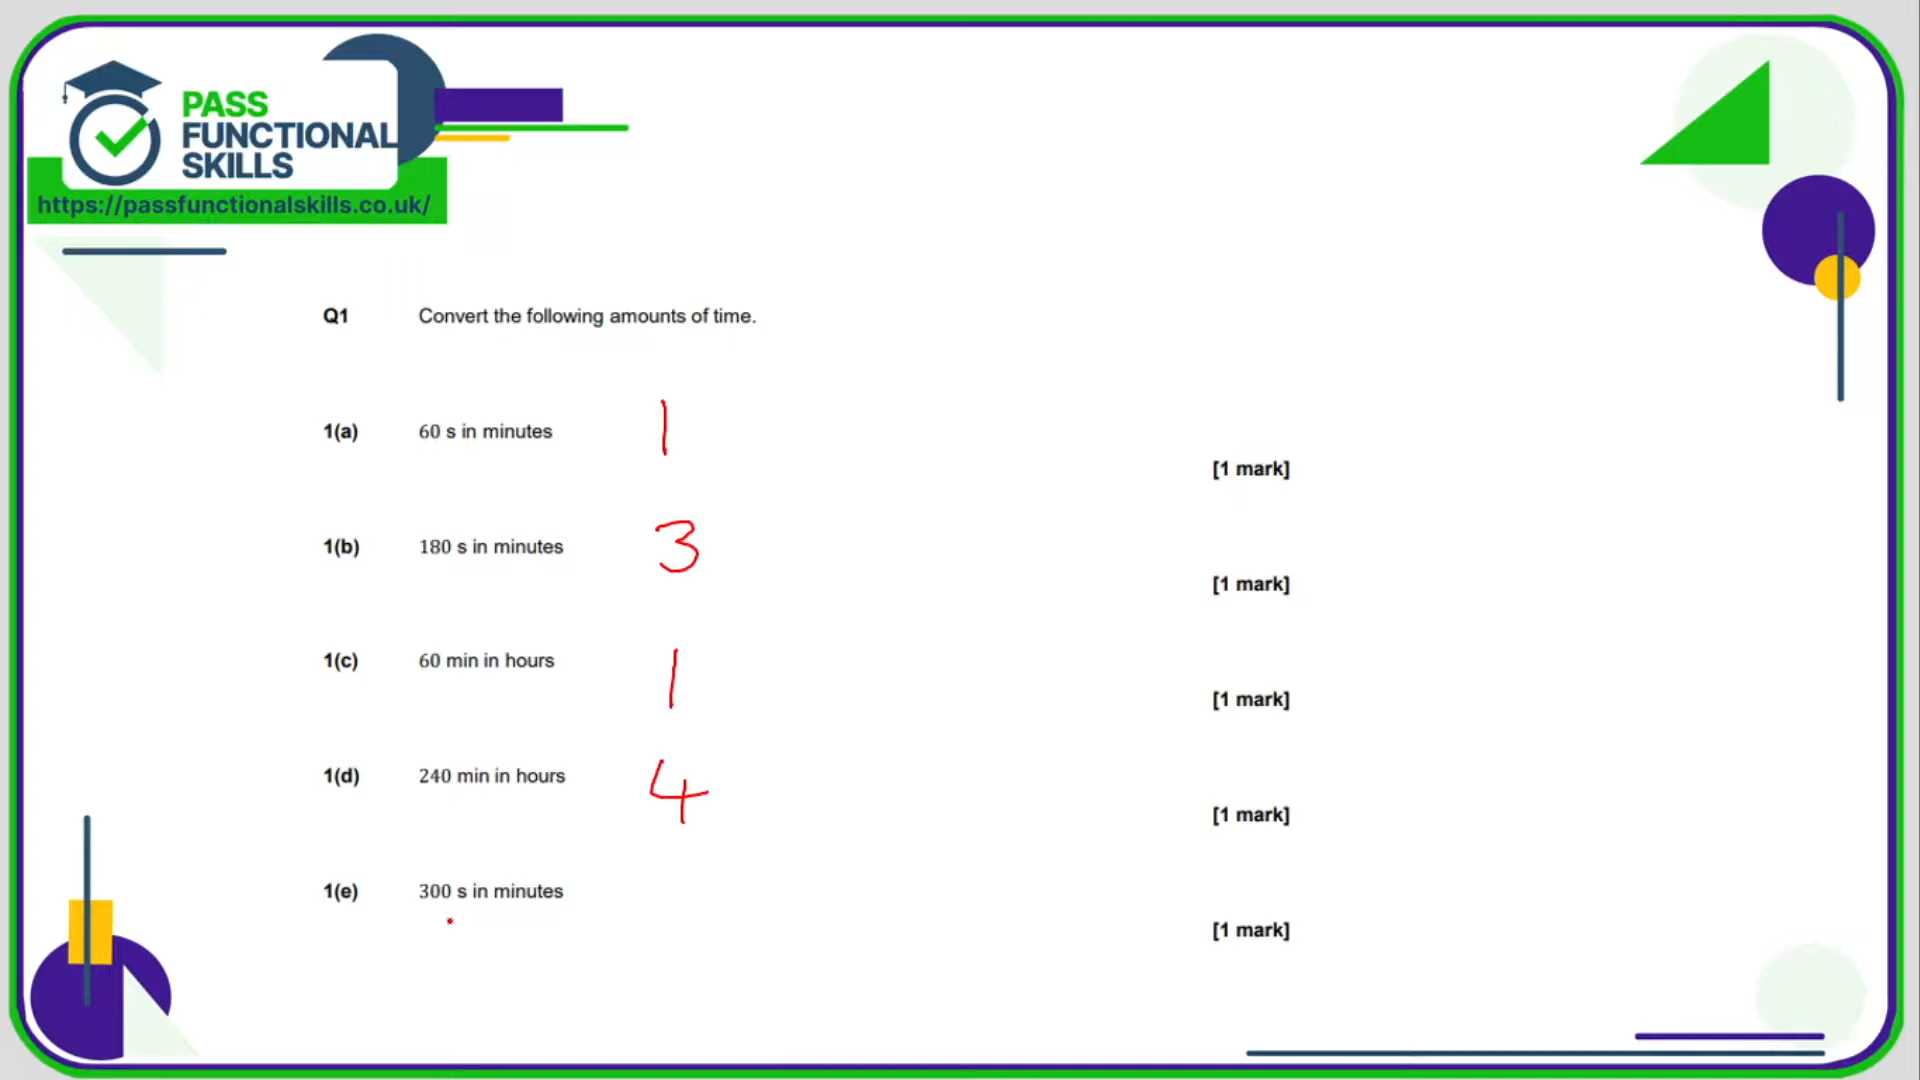 PASS
FUNCTIONAL
SKILLS
https://passfunctionalskills.co.uk/
Q1 Convert the following amounts of time.
1(a) 60 s in minutes 1
[1 mark]
1(b) 180 s in minutes 3
[1 mark]
1(c) 60 min in hours 1
[1 mark]
1(d) 240 min in hours 4
[1 mark]
1(e) 300 s in minutes
[1 mark]